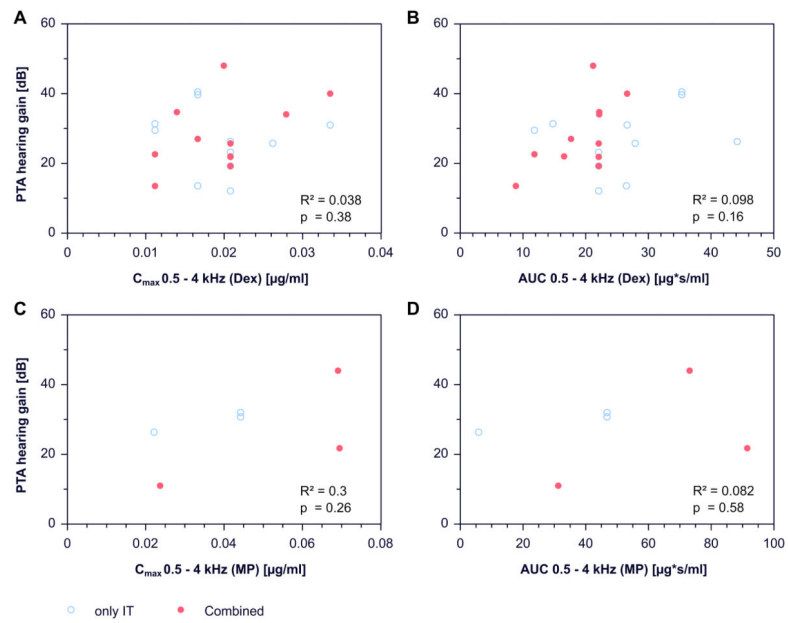 A
60
40
20
0
PTA hearing gain [dB]
R² = 0.038
p = 0.38
0 0.01 0.02 0.03 0.04
Cmax 0.5 - 4 kHz (Dex) [µg/ml]
B
60
40
20
0
R² = 0.098
p = 0.16
0 10 20 30 40 50
AUC 0.5 - 4 kHz (Dex) [µg*s/ml]
C
60
40
20
0
PTA hearing gain [dB]
R² = 0.3
p = 0.26
0 0.02 0.04 0.06 0.08
Cmax 0.5 - 4 kHz (MP) [µg/ml]
D
60
40
20
0
R² = 0.082
p = 0.58
0 20 40 60 80 100
AUC 0.5 - 4 kHz (MP) [µg*s/ml]
only IT Combined